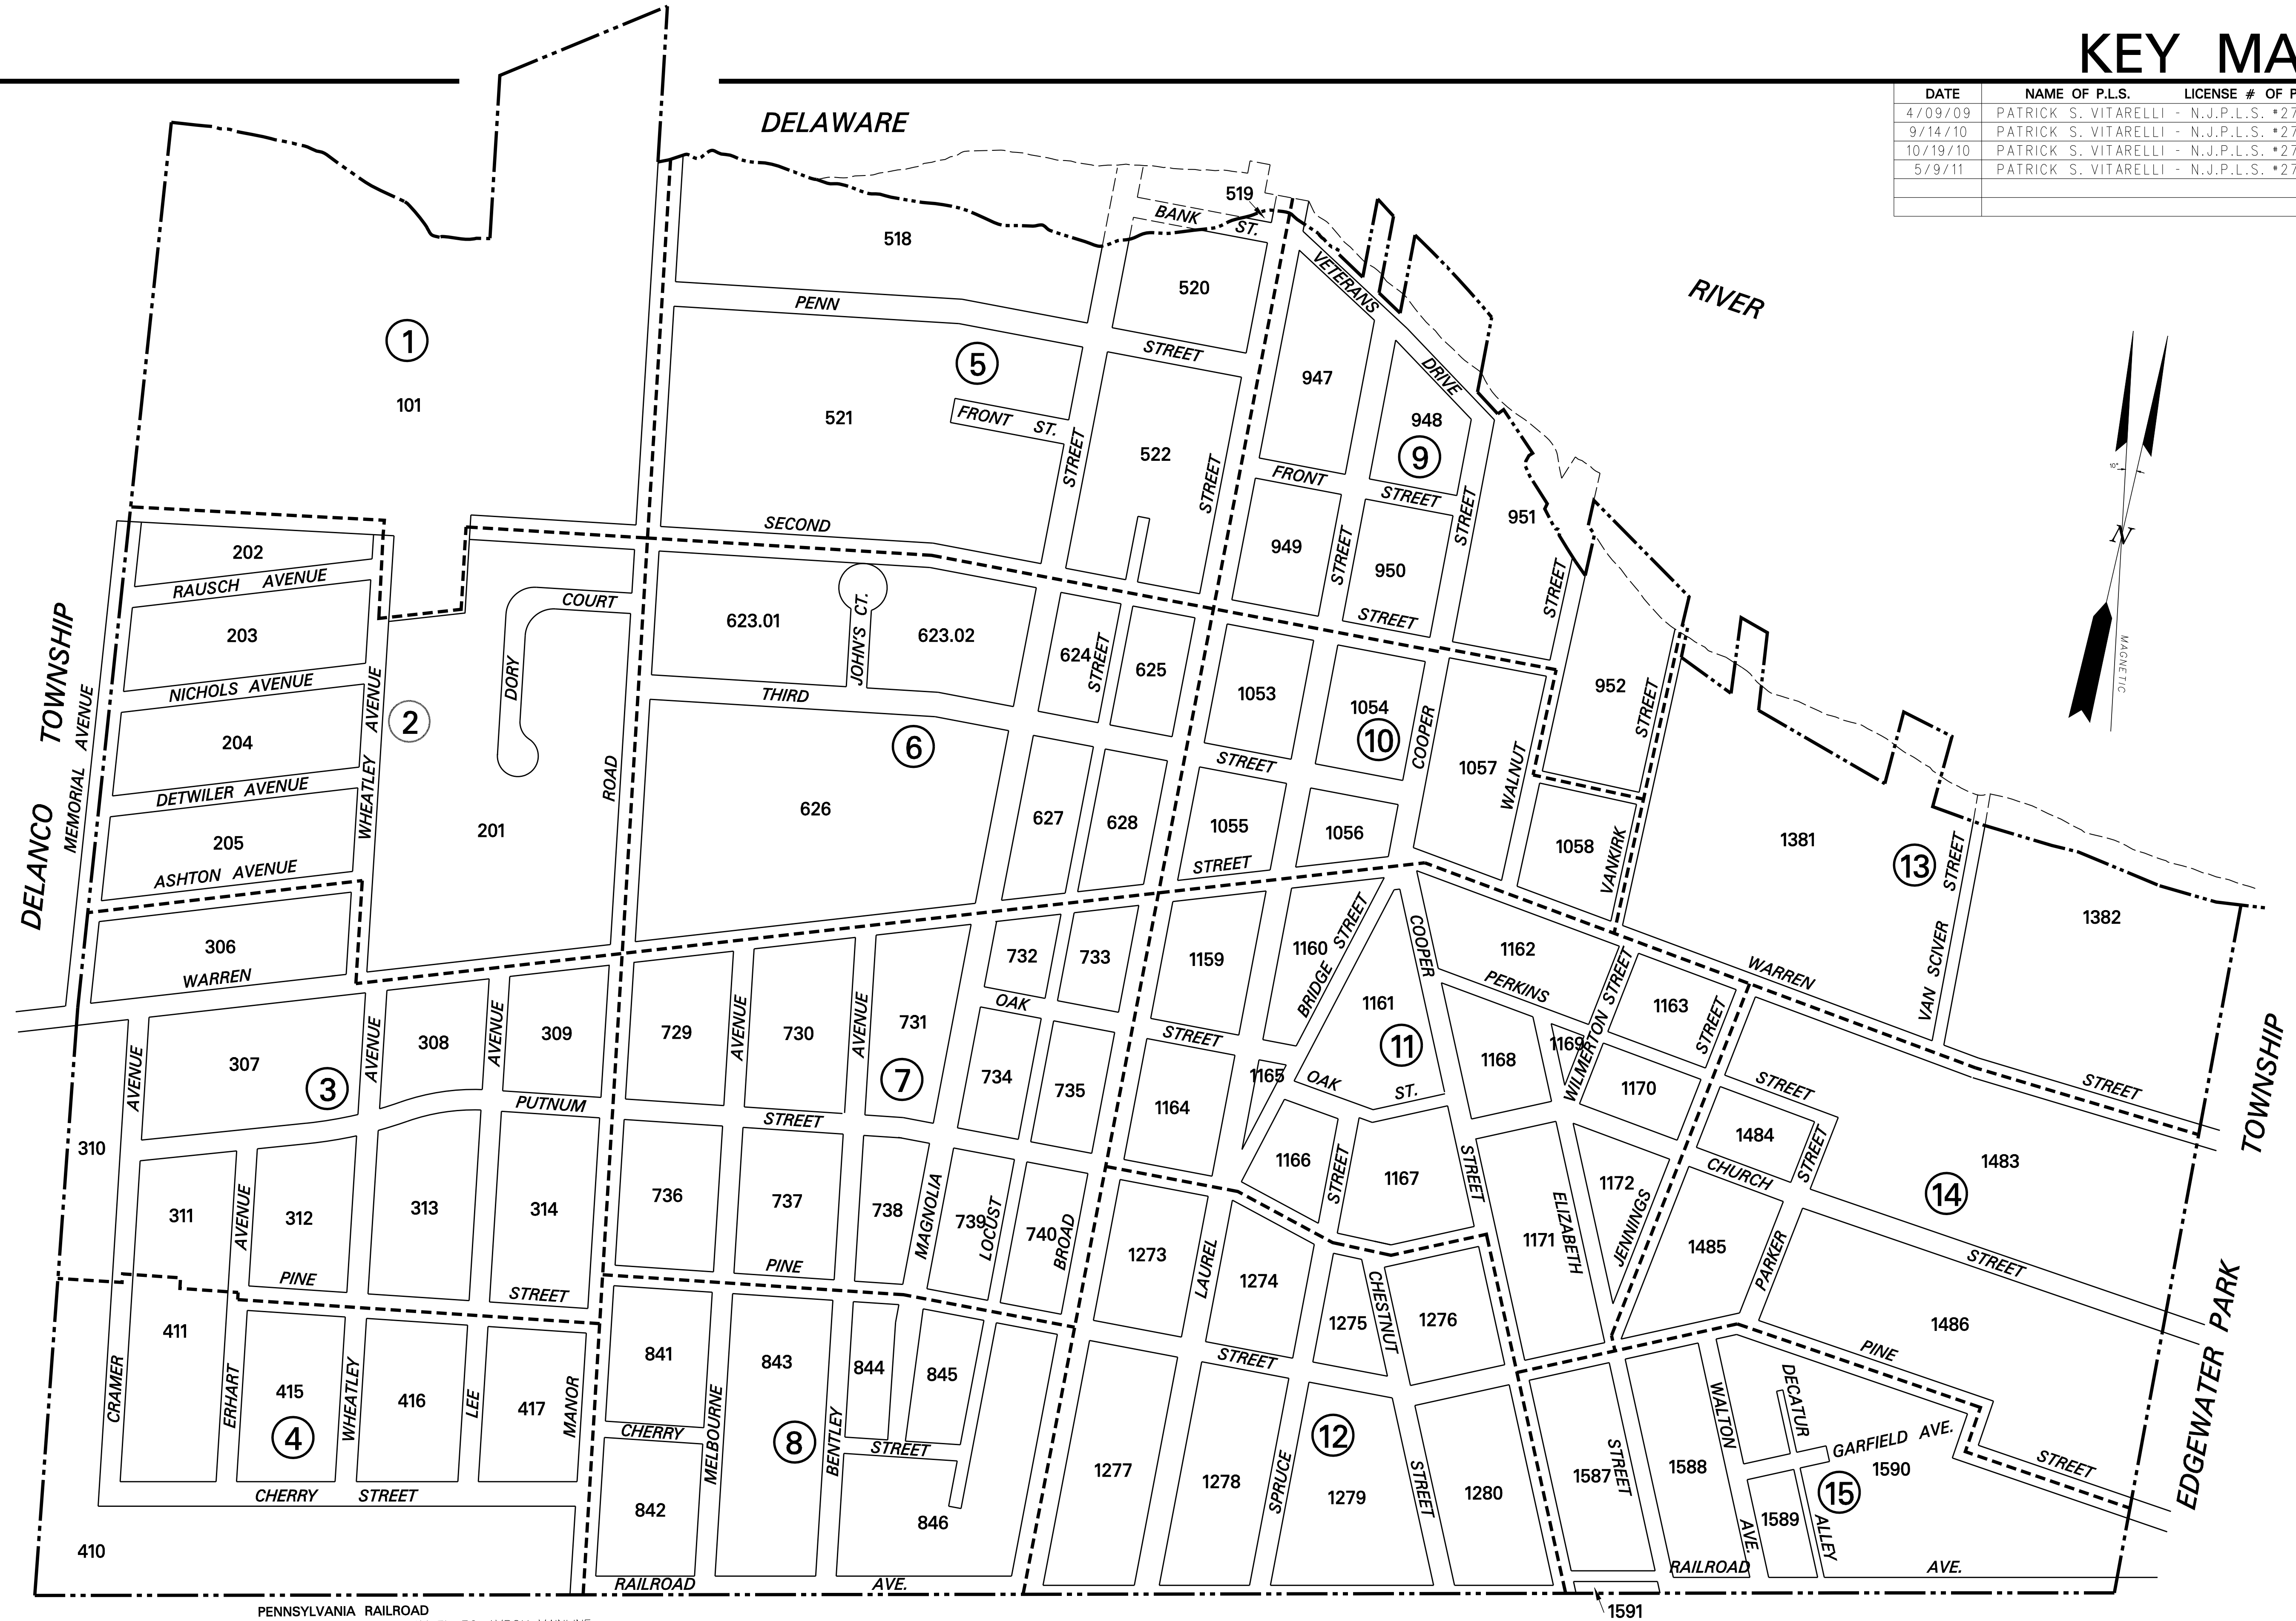 KEY MA
DATE NAME OF P.L.S. LICENSE # OF P
4/09/09 PATRICK S. VITARELLI - N.J.P.L.S. #27
9/14/10 PATRICK S. VITARELLI - N.J.P.L.S. #27
10/19/10 PATRICK S. VITARELLI - N.J.P.L.S. #27
5/9/11 PATRICK S. VITARELLI - N.J.P.L.S. #27
DELAWARE
RIVER
10°
N
MAGNETIC
DELANCO TOWNSHIP
MEMORIAL AVENUE
1
101
202
RAUSCH AVENUE
203
NICHOLS AVENUE
204
DETWILER AVENUE
205
ASHTON AVENUE
WHEATLEY AVENUE
2
201
DORY
COURT
ROAD
306
WARREN
307
308
309
3
AVENUE
AVENUE
AVENUE
PUTNUM
310
311
312
313
314
AVENUE
PINE
STREET
411
415
416
417
4
CRAMER
ERHART
WHEATLEY
LEE
MANOR
CHERRY STREET
410
PENNSYLVANIA RAILROAD
518
519
BANK
ST.
520
PENN
STREET
5
521
FRONT ST.
STREET
522
STREET
SECOND
623.01
JOHN'S CT.
623.02
624
STREET
625
THIRD
6
626
627
628
729
AVENUE
730
AVENUE
731
732
733
OAK
734
735
7
STREET
736
737
738
MAGNOLIA
739
LOCUST
740
BROAD
PINE
841
842
843
844
845
846
8
CHERRY
STREET
MELBOURNE
BENTLEY
RAILROAD
AVE.
VETERANS
DRIVE
947
948
9
FRONT
STREET
949
STREET
950
STREET
951
STREET
STREET
952
STREET
1053
1054
10
COOPER
STREET
1055
1056
STREET
1057
WALNUT
1058
VANKIRK
1159
1160
BRIDGE STREET
COOPER
1161
1162
PERKINS
WILMERTON STREET
1163
STREET
11
STREET
1164
1165
OAK
ST.
1166
STREET
1167
STREET
1168
1169
1170
1171
ELIZABETH
1172
JENNINGS
1273
LAUREL
1274
1275
CHESTNUT
1276
STREET
1277
1278
SPRUCE
12
1279
STREET
1280
1381
13
VAN SCIVER STREET
1382
WARREN
STREET
STREET
1483
1484
STREET
CHURCH
14
STREET
1485
PARKER
1486
PINE
STREET
1587
STREET
1588
WALTON
AVE.
DECATUR
ALLEY
GARFIELD AVE.
1589
15
1590
RAILROAD
AVE.
1591
EDGEWATER PARK TOWNSHIP